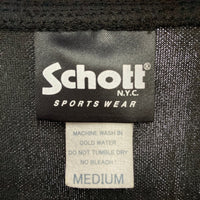 Schott
N.Y.C.
SPORTS WEAR
MACHINE WASH IN
COLD WATER
DO NOT TUMBLE DRY
NO BLEACH
MEDIUM